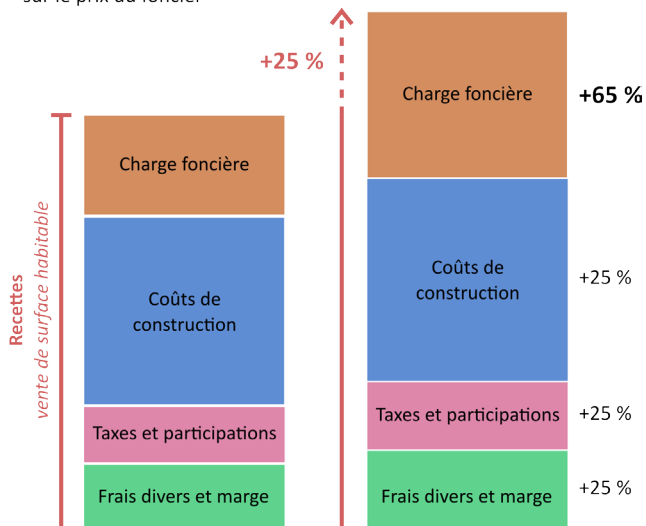 +25 %
Charge foncière
+65 %
Charge foncière
Recettes
vente de surface habitable
Coûts de
construction
Coûts de
construction
+25 %
Taxes et participations
Taxes et participations
+25 %
Frais divers et marge
Frais divers et marge
+25 %